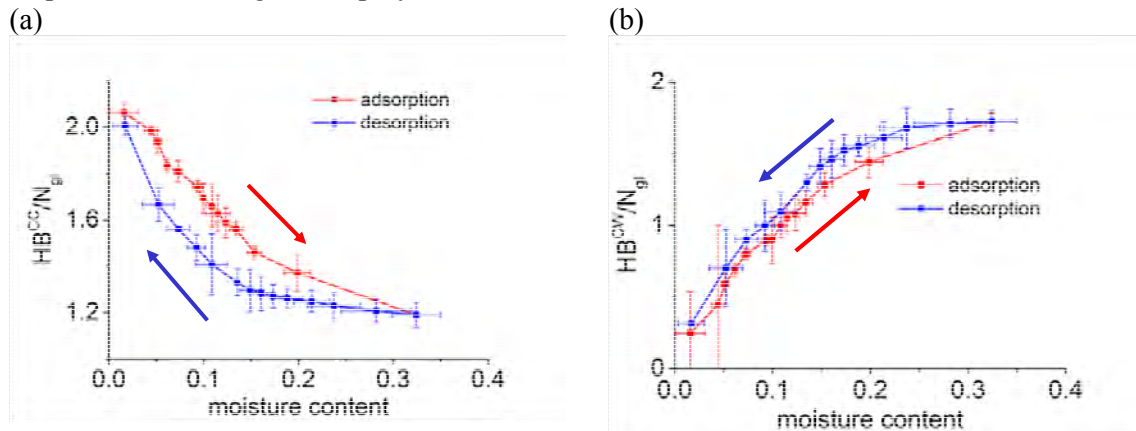 (a)
adsorption
desorption
HB^CC/N_gl
2.0
1.6
1.2
0.0 0.1 0.2 0.3 0.4
moisture content
(b)
2
1
0
HB^CW/N_gl
adsorption
desorption
0.0 0.1 0.2 0.3 0.4
moisture content